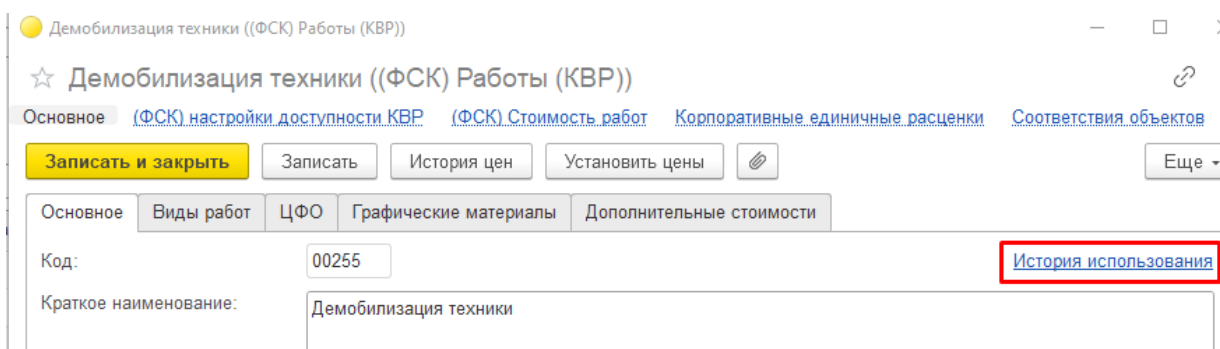 Демобилизация техники ((ФСК) Работы (КВР))
Демобилизация техники ((ФСК) Работы (КВР))
Основное (ФСК) настройки доступности КВР (ФСК) Стоимость работ Корпоративные единичные расценки Соответствия объектов
Записать и закрыть Записать История цен Установить цены Еще
Основное Виды работ ЦФО Графические материалы Дополнительные стоимости
Код: 00255 История использования
Краткое наименование: Демобилизация техники